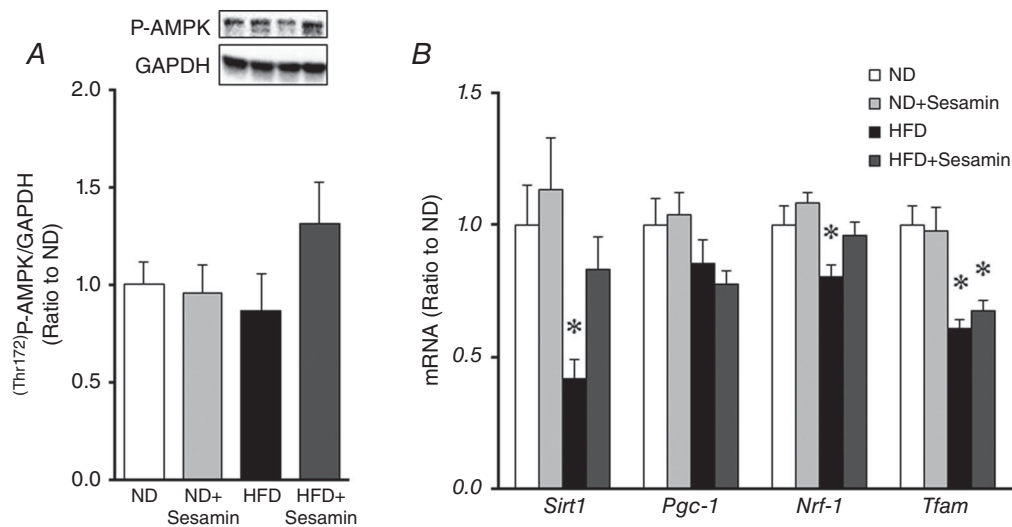 A
P-AMPK
GAPDH
2.0
1.5
1.0
0.5
0.0
(Thr172)P-AMPK/GAPDH
(Ratio to ND)
ND
ND+
Sesamin
HFD
HFD+
Sesamin
B
ND
ND+Sesamin
HFD
HFD+Sesamin
1.5
1.0
0.5
0.0
mRNA (Ratio to ND)
*
*
*
*
Sirt1
Pgc-1
Nrf-1
Tfam